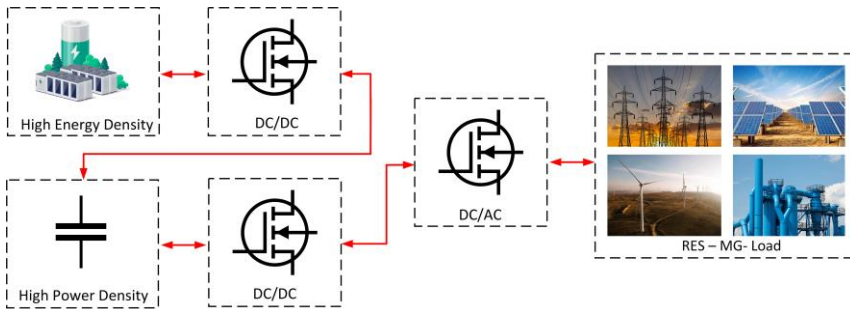 High Energy Density
DC/DC
DC/AC
RES – MG- Load
High Power Density
DC/DC